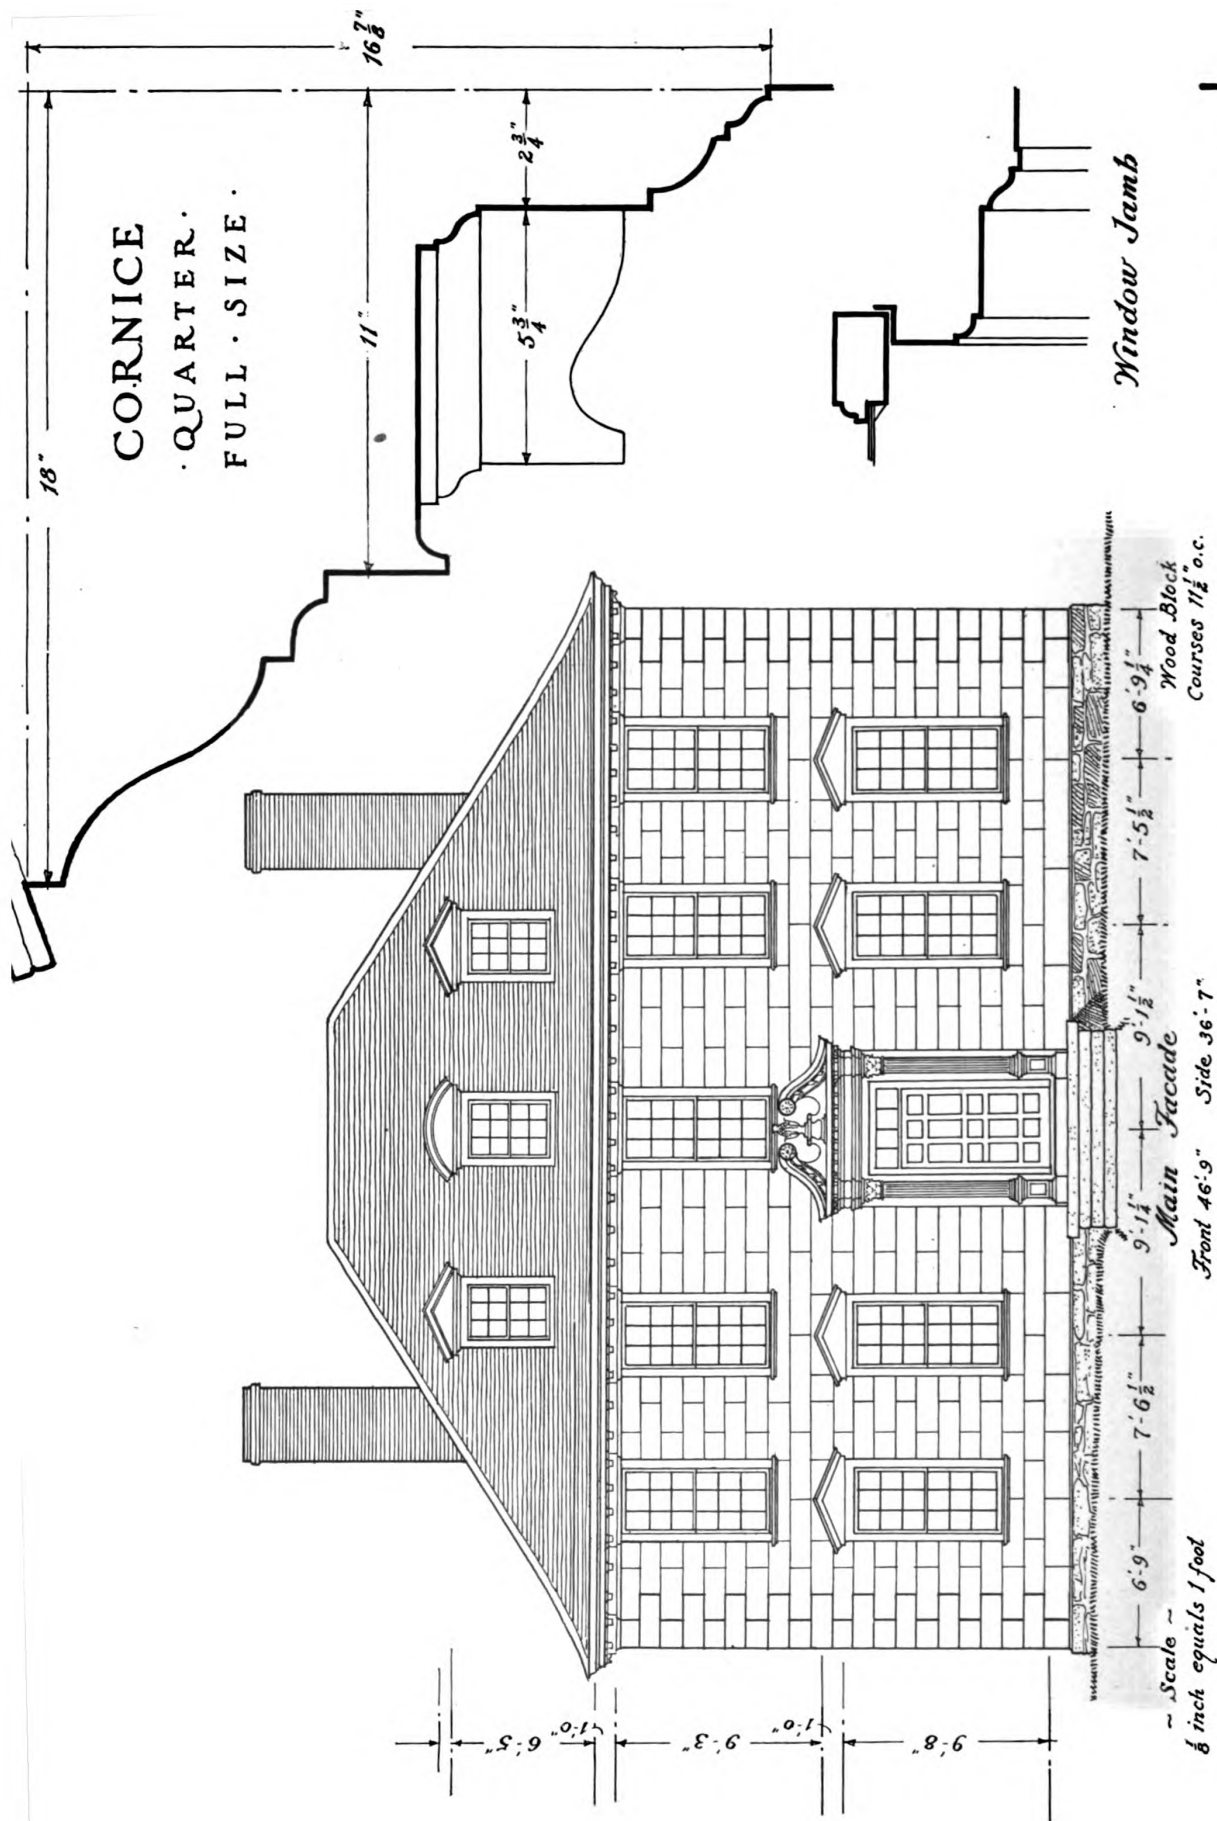 CORNICE
· QUARTER ·
FULL · SIZE ·
18"
16 7/8"
11"
2 3/4"
5 3/4"
Window Jamb
6'-5"
1'-0"
9'-3"
1'-0"
9'-8"
6'-9"
7'-6 1/2"
9'-1 1/4"
9'-1 1/2"
7'-5 1/2"
6'-9 1/4"
~ Scale ~
1/8 inch equals 1 foot
Main Facade
Front 46'-9" Side 36'-7"
Wood Block
Courses 11 1/2" o.c.